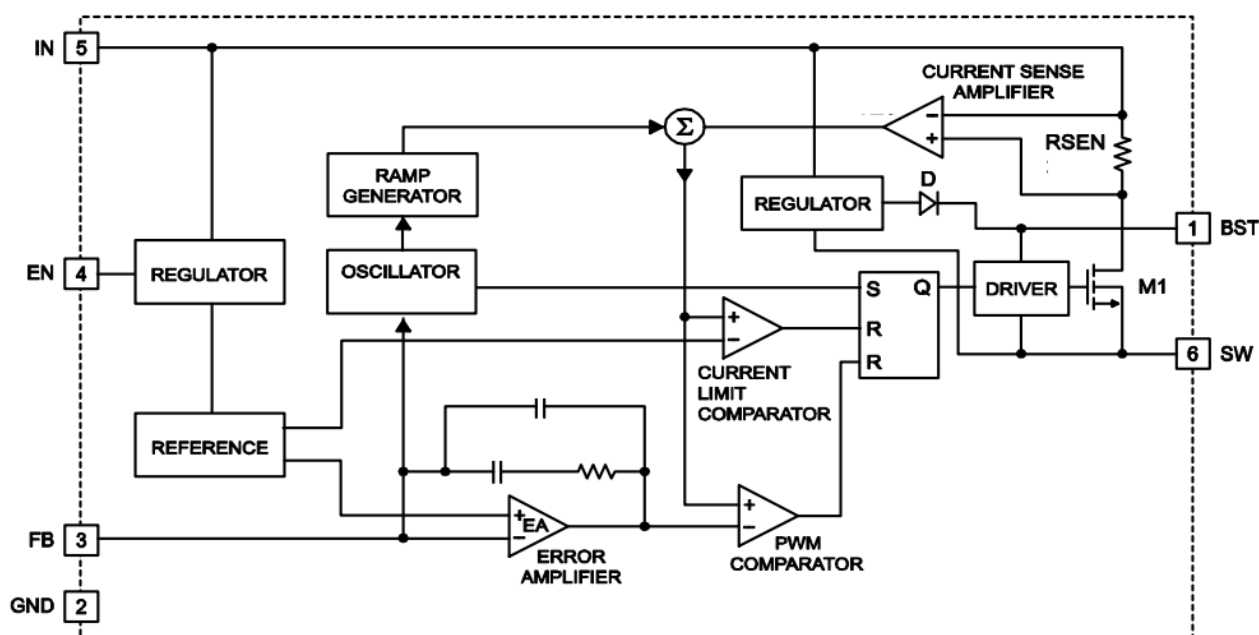 IN 5
CURRENT SENSE
AMPLIFIER
Σ
−
+
RSEN
RAMP
GENERATOR
D
REGULATOR
1 BST
EN 4
REGULATOR
OSCILLATOR
S Q
DRIVER
M1
+
R
−
6 SW
R
CURRENT
LIMIT
COMPARATOR
REFERENCE
+
+
EA
−
−
FB 3
ERROR
AMPLIFIER
PWM
COMPARATOR
GND 2